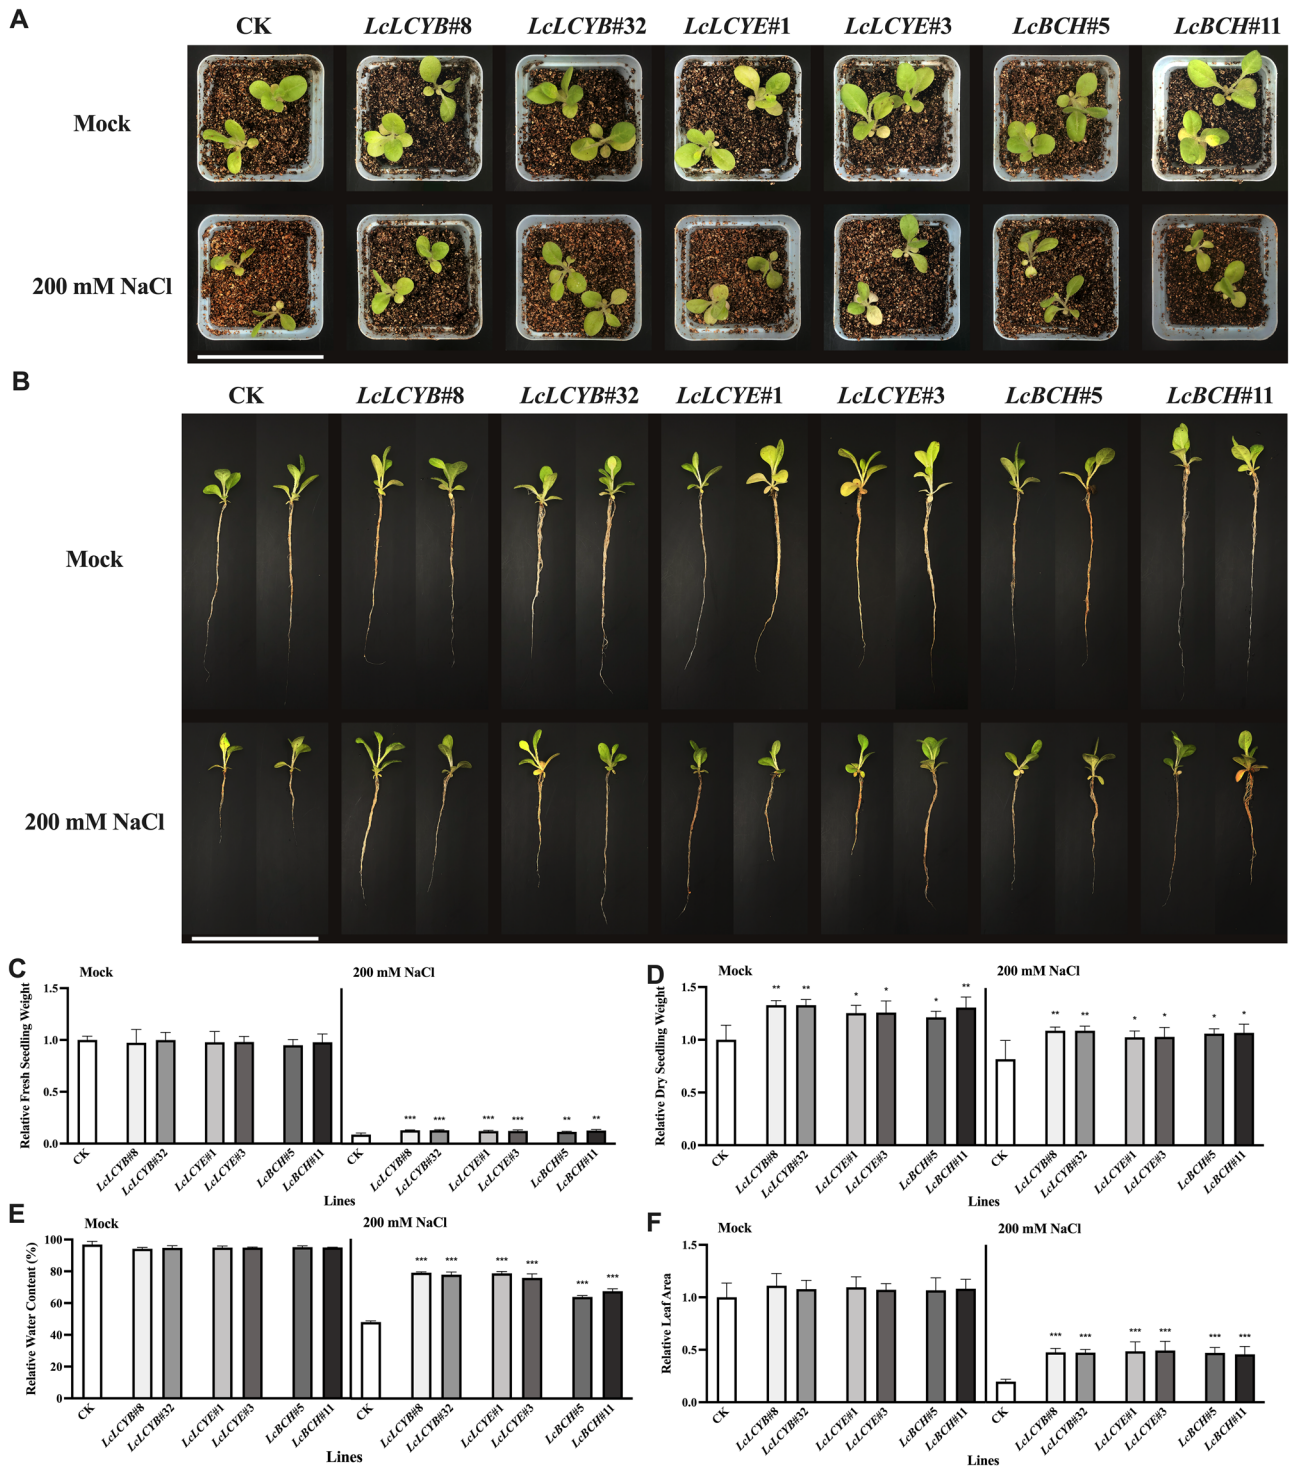 A
CK LcLCYB#8 LcLCYB#32 LcLCYE#1 LcLCYE#3 LcBCH#5 LcBCH#11
Mock
200 mM NaCl
B
CK LcLCYB#8 LcLCYB#32 LcLCYE#1 LcLCYE#3 LcBCH#5 LcBCH#11
Mock
200 mM NaCl
C
Mock
200 mM NaCl
Relative Fresh Seedling Weight
1.5
1.0
0.5
0.0
*** *** *** *** ** **
CK LcLCYB#8 LcLCYB#32 LcLCYE#1 LcLCYE#3 LcBCH#5 LcBCH#11 CK LcLCYB#8 LcLCYB#32 LcLCYE#1 LcLCYE#3 LcBCH#5 LcBCH#11
Lines
D
Mock
200 mM NaCl
Relative Dry Seedling Weight
1.5
1.0
0.5
0.0
** ** * * * ** ** ** * * * *
CK LcLCYB#8 LcLCYB#32 LcLCYE#1 LcLCYE#3 LcBCH#5 LcBCH#11 CK LcLCYB#8 LcLCYB#32 LcLCYE#1 LcLCYE#3 LcBCH#5 LcBCH#11
Lines
E
Mock
200 mM NaCl
Relative Water Content (%)
100
80
60
40
20
0
*** *** *** *** *** ***
CK LcLCYB#8 LcLCYB#32 LcLCYE#1 LcLCYE#3 LcBCH#5 LcBCH#11 CK LcLCYB#8 LcLCYB#32 LcLCYE#1 LcLCYE#3 LcBCH#5 LcBCH#11
Lines
F
Mock
200 mM NaCl
Relative Leaf Area
1.5
1.0
0.5
0.0
*** *** *** *** *** ***
CK LcLCYB#8 LcLCYB#32 LcLCYE#1 LcLCYE#3 LcBCH#5 LcBCH#11 CK LcLCYB#8 LcLCYB#32 LcLCYE#1 LcLCYE#3 LcBCH#5 LcBCH#11
Lines